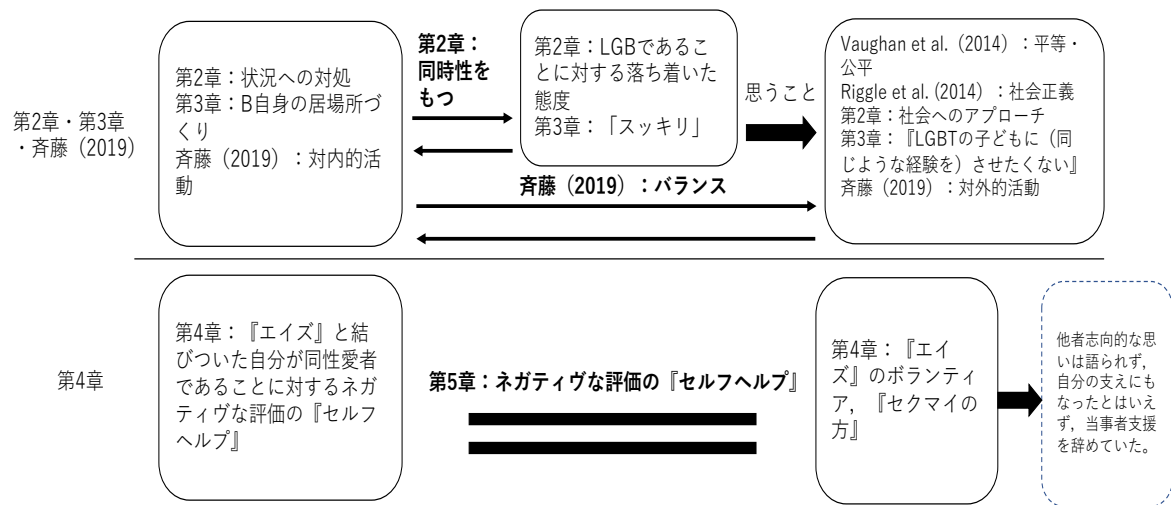 第2章・第3章
・斉藤（2019）
第2章：状況への対処
第3章：B自身の居場所づ
くり
斉藤（2019）：対内的活
動
第2章：
同時性を
もつ
第2章：LGBであるこ
とに対する落ち着いた
態度
第3章：「スッキリ」
思うこと
Vaughan et al.（2014）：平等・
公平
Riggle et al.（2014）：社会正義
第2章：社会へのアプローチ
第3章：『LGBTの子どもに（同
じような経験を）させたくない』
斉藤（2019）：対外的活動
斉藤（2019）：バランス
第4章
第4章：『エイズ』と結
びついた自分が同性愛者
であることに対するネガ
ティヴな評価の『セルフ
ヘルプ』
第5章：ネガティヴな評価の『セルフヘルプ』
第4章：『エイ
ズ』のボランティ
ア，『セクマイの
方』
他者志向的な思
いは語られず，
自分の支えにも
なったとはいえ
ず，当事者支援
を辞めていた。